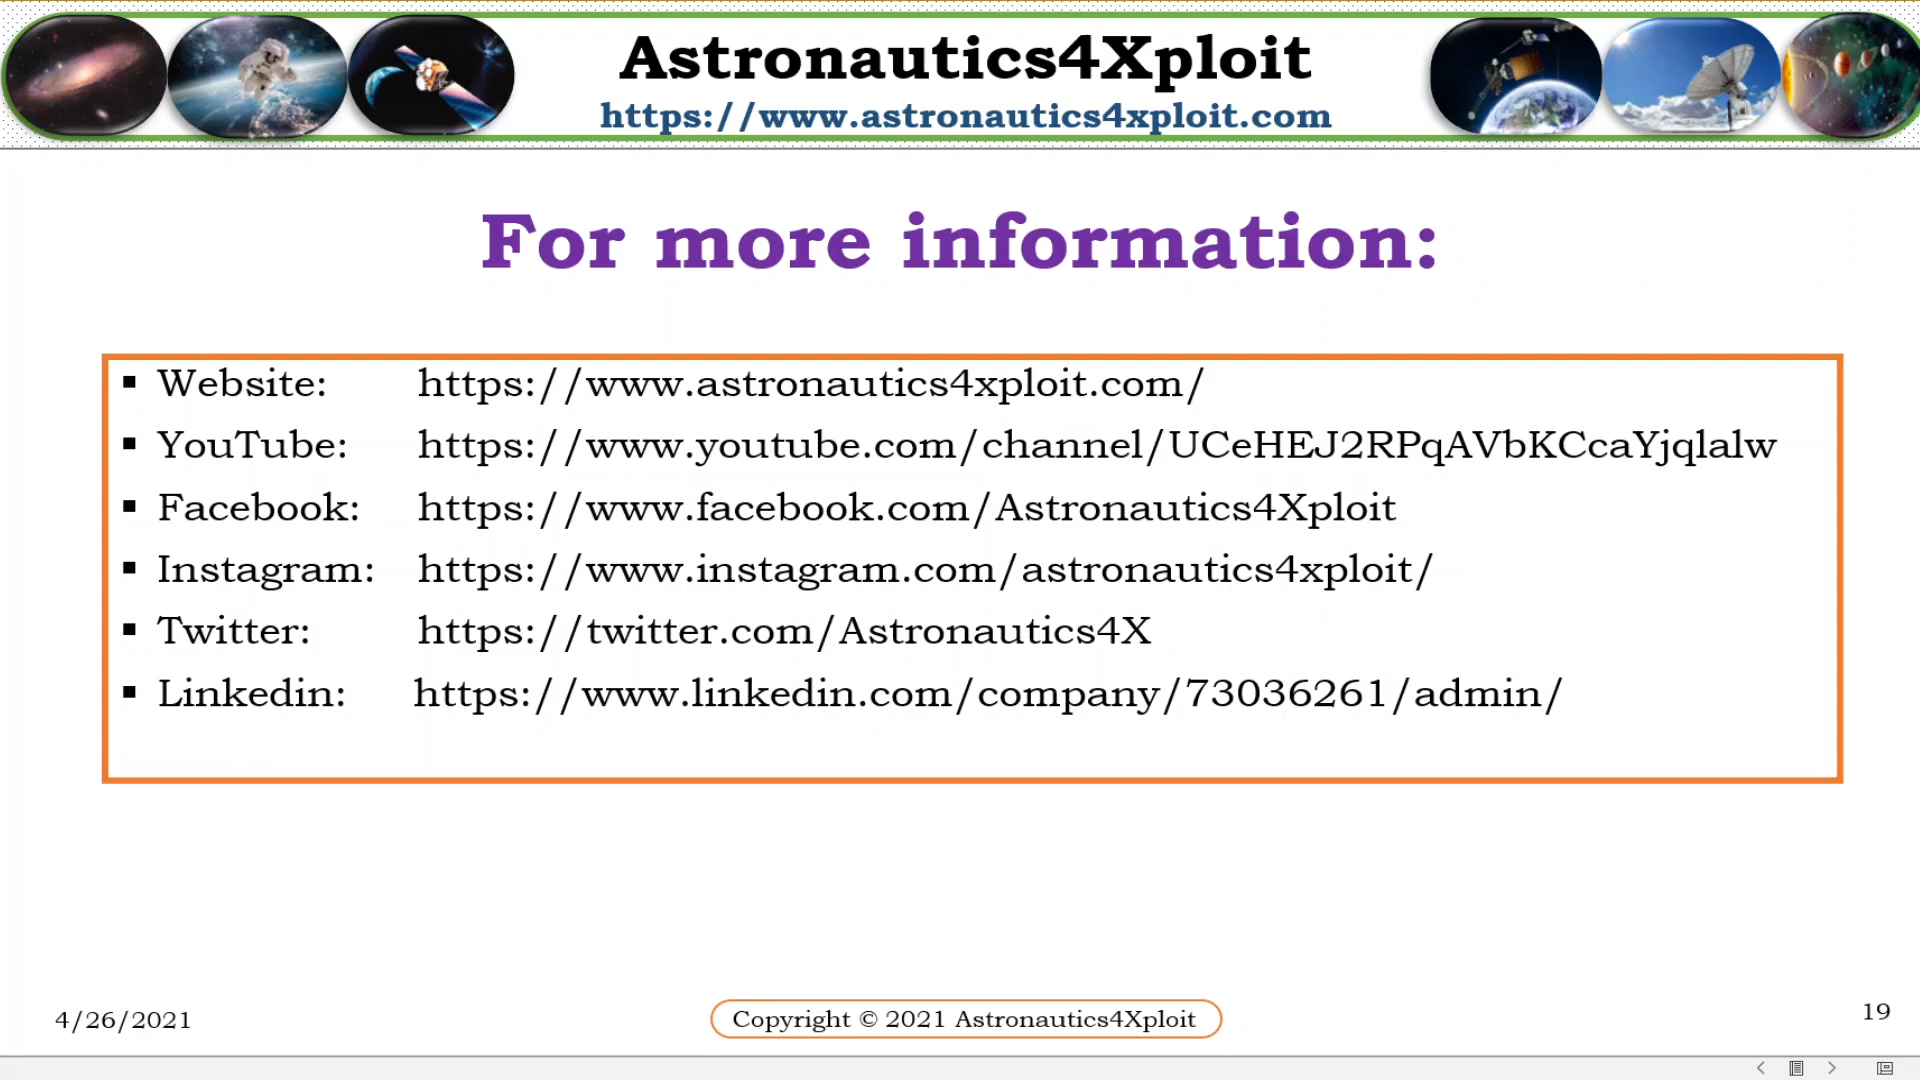 Astronautics4Xploit
https://www.astronautics4xploit.com
For more information:
▪ Website: https://www.astronautics4xploit.com/
▪ YouTube: https://www.youtube.com/channel/UCeHEJ2RPqAVbKCcaYjqlalw
▪ Facebook: https://www.facebook.com/Astronautics4Xploit
▪ Instagram: https://www.instagram.com/astronautics4xploit/
▪ Twitter: https://twitter.com/Astronautics4X
▪ Linkedin: https://www.linkedin.com/company/73036261/admin/
4/26/2021
Copyright © 2021 Astronautics4Xploit
19